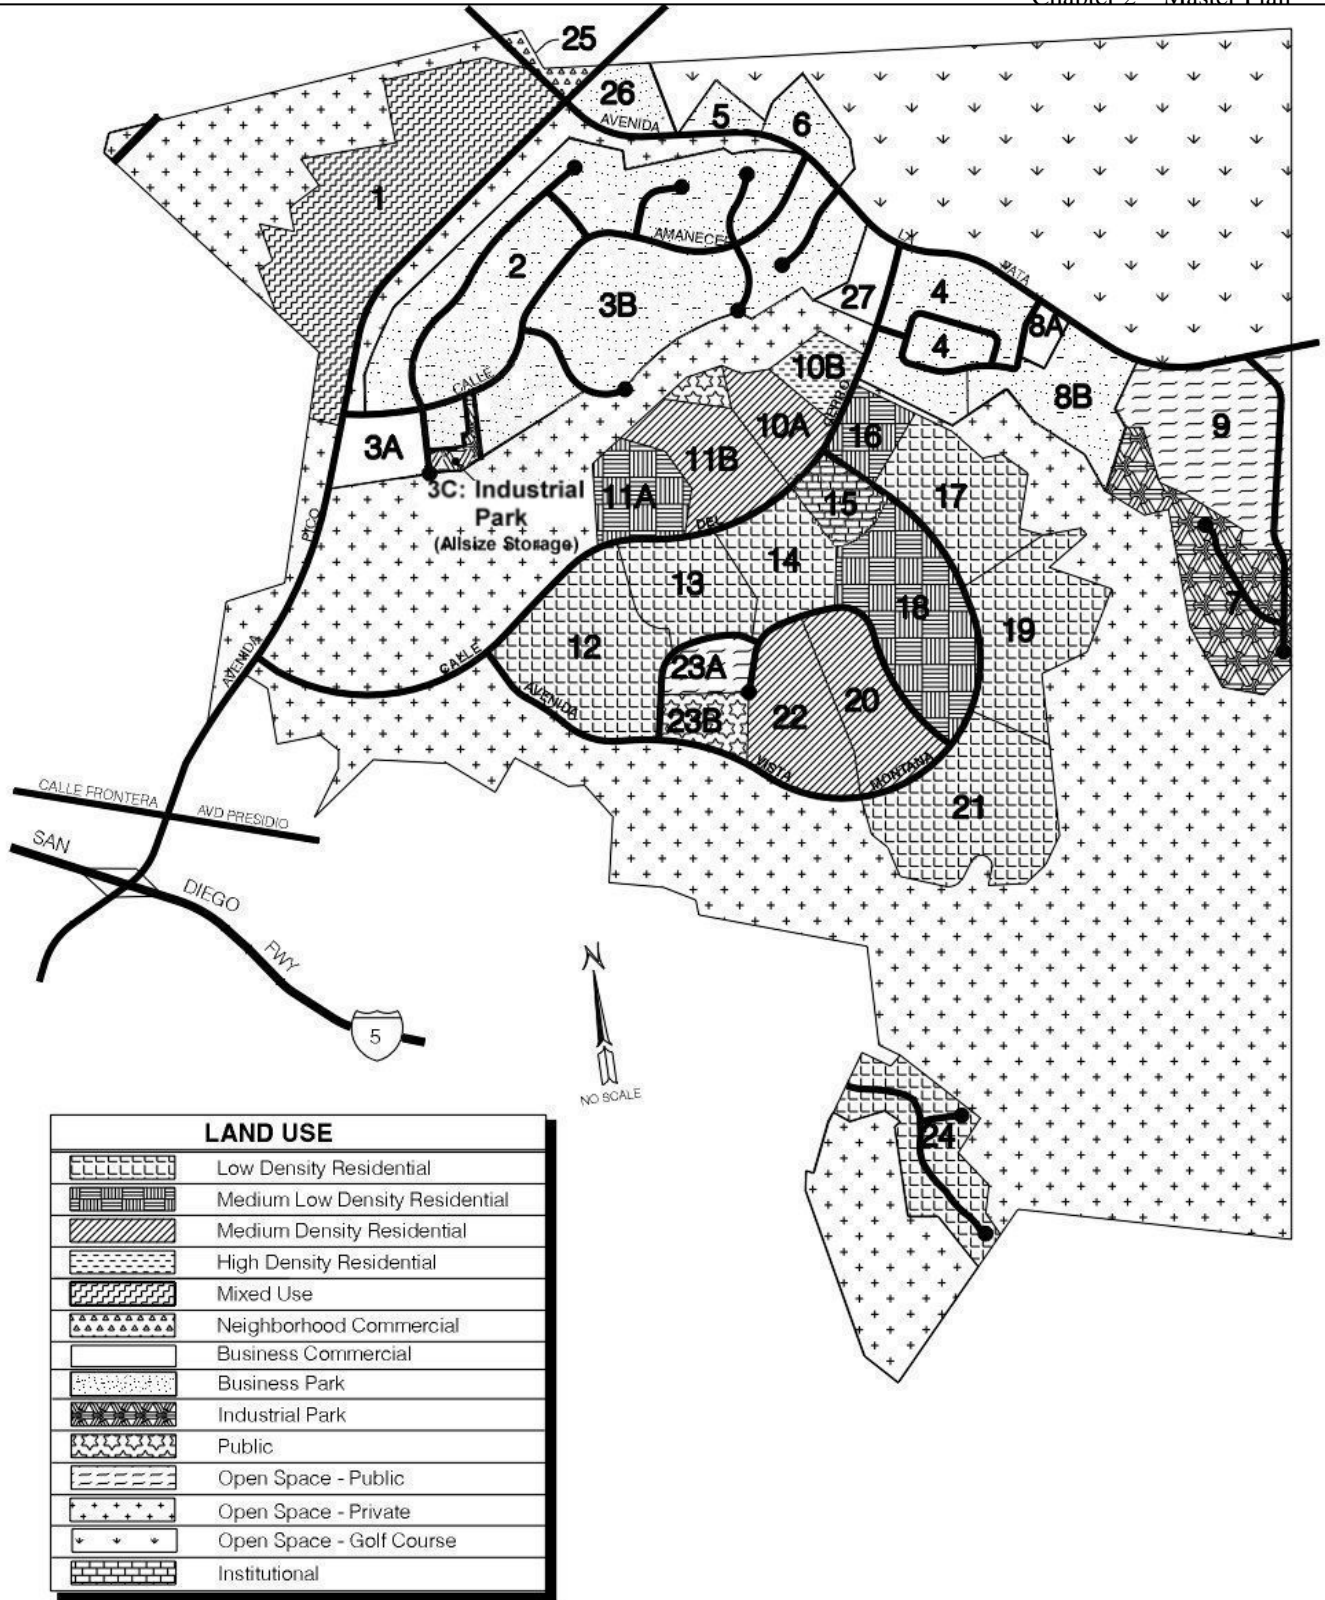 Chapter 2 - Master Plan
25
26
AVENIDA
5
6
1
LA
PATA
2
AMANECER
3B
27
4
8A
4
CALLE
10B
8B
9
CERRO
3A
10A
16
11B
17
3C: Industrial
Park
(Allsize Storage)
11A
15
DEL
PICO
14
13
18
7
19
12
CALLE
AVENIDA
23A
AVENIDA
20
22
23B
VISTA
MONTANA
21
CALLE FRONTERA
AVD PRESIDIO
SAN
DIEGO
FWY
5
N
NO SCALE
24
LAND USE
Low Density Residential
Medium Low Density Residential
Medium Density Residential
High Density Residential
Mixed Use
Neighborhood Commercial
Business Commercial
Business Park
Industrial Park
Public
Open Space - Public
Open Space - Private
Open Space - Golf Course
Institutional